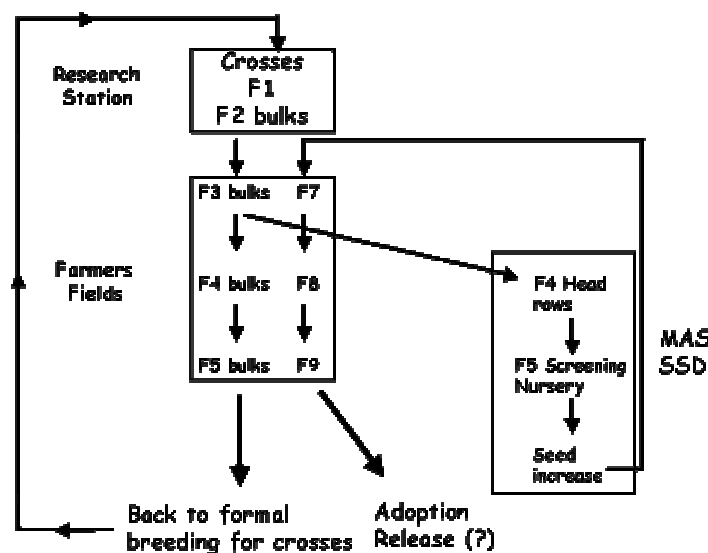 Crosses
F1
F2 bulks
Research
Station
F3 bulks F7
Farmers
Fields
F4 bulks F8
F5 bulks F9
F4 Head
rows
F5 Screening
Nursery
Seed
increase
MAS
SSD
Back to formal
breeding for crosses
Adoption
Release (?)